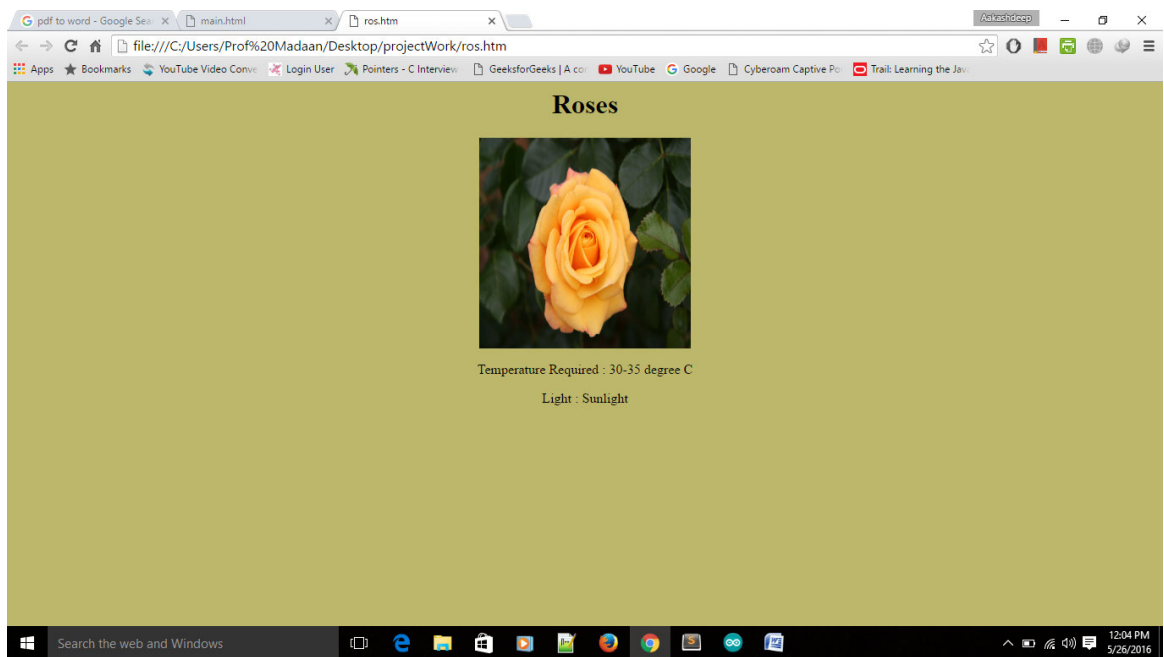 pdf to word - Google Sea
main.html
ros.htm
Aakashdeep
file:///C:/Users/Prof%20Madaan/Desktop/projectWork/ros.htm
Apps
Bookmarks
YouTube Video Conve
Login User
Pointers - C Interview
GeeksforGeeks | A co
YouTube
Google
Cyberoam Captive Po
Trail: Learning the Jav
Roses
Temperature Required : 30-35 degree C
Light : Sunlight
Search the web and Windows
12:04 PM
5/26/2016